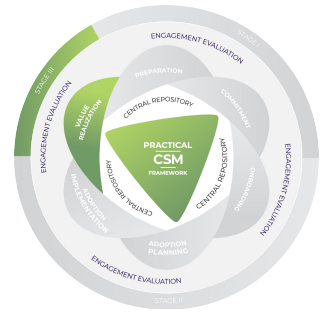 STAGE I
ENGAGEMENT EVALUATION
STAGE III
ENGAGEMENT EVALUATION
PREPARATION
VALUE
REALIZATION
CENTRAL REPOSITORY
COMMITMENT
PRACTICAL
CSM
FRAMEWORK
CENTRAL REPOSITORY
CENTRAL REPOSITORY
ONBOARDING
ENGAGEMENT EVALUATION
ADOPTION
IMPLEMENTATION
ADOPTION
PLANNING
ENGAGEMENT EVALUATION
STAGE II